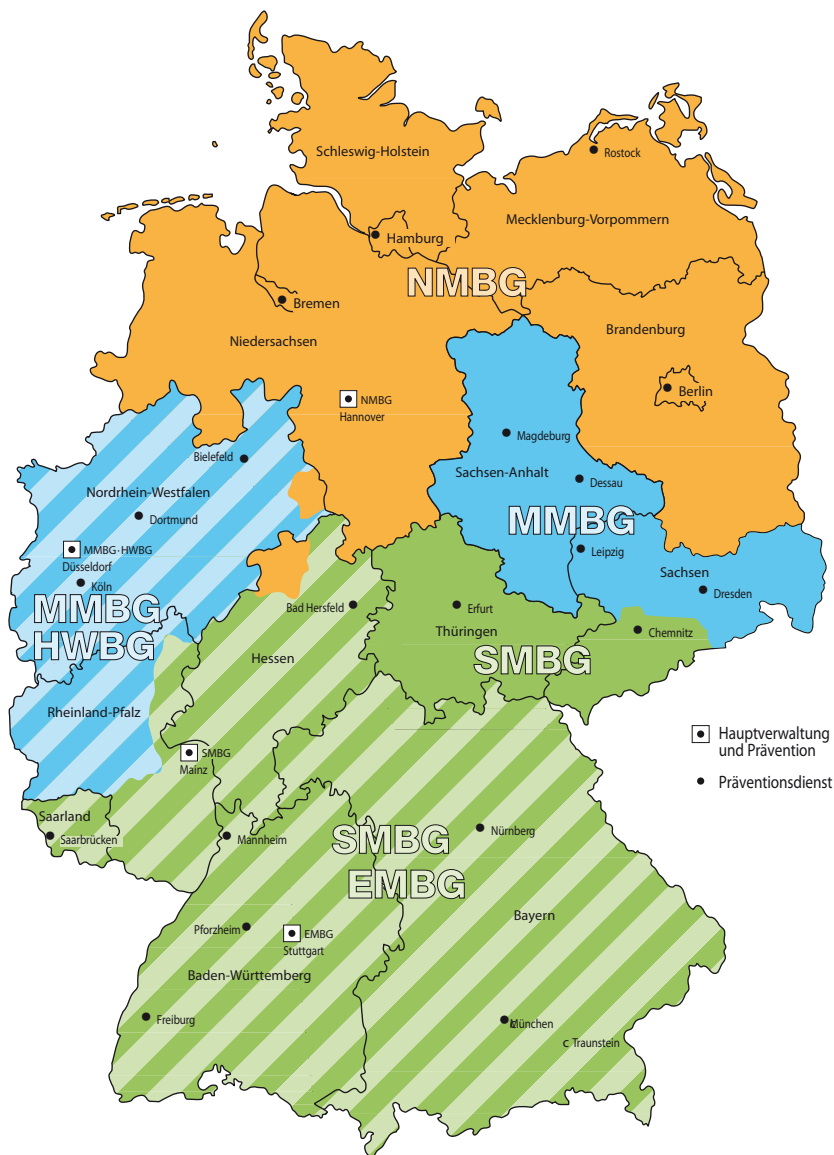 Schleswig-Holstein
Rostock
Mecklenburg-Vorpommern
Hamburg
NMBG
Bremen
Brandenburg
Niedersachsen
Berlin
NMBG
Hannover
Magdeburg
Bielefeld
Sachsen-Anhalt
Dessau
Nordrhein-Westfalen
Dortmund
MMBG
MMBG·HWBG
Düsseldorf
Leipzig
Sachsen
Köln
Dresden
MMBG
HWBG
Bad Hersfeld
Erfurt
Thüringen
Chemnitz
Hessen
SMBG
Rheinland-Pfalz
SMBG
Mainz
Hauptverwaltung
und Prävention
Präventionsdienst
Saarland
Saarbrücken
Mannheim
Nürnberg
SMBG
EMBG
Bayern
Pforzheim
EMBG
Stuttgart
Baden-Württemberg
Freiburg
c München
c Traunstein